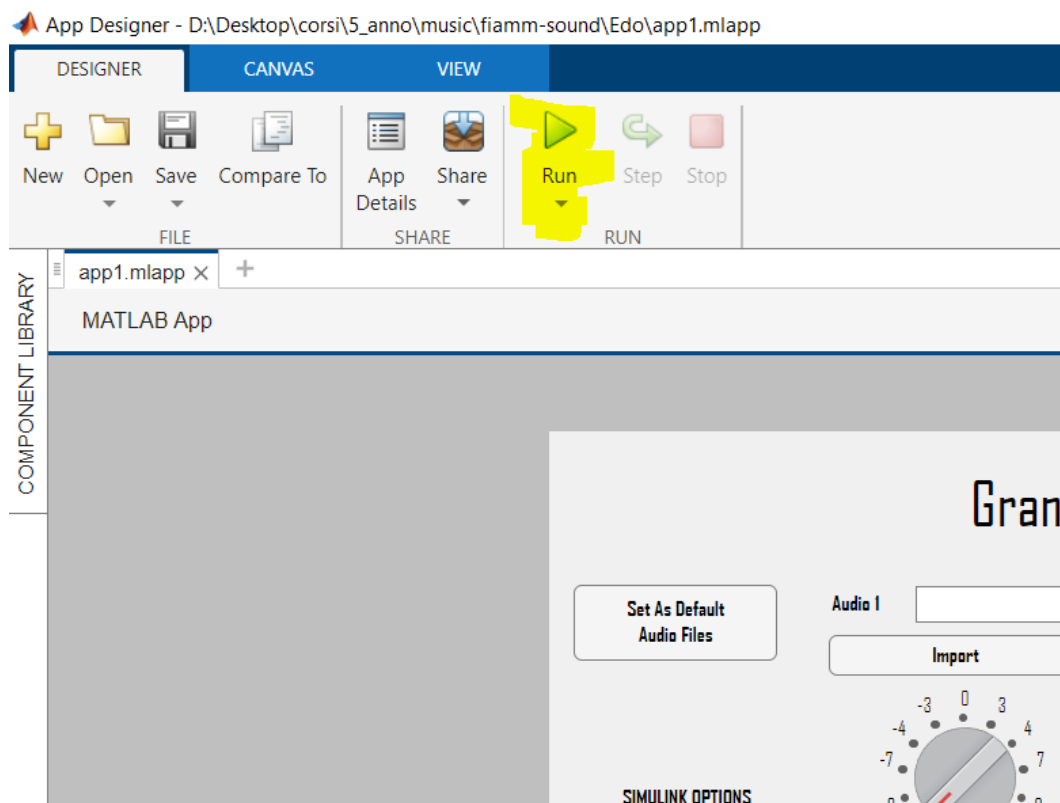 App Designer - D:\Desktop\corsi\5_anno\music\fiamm-sound\Edo\app1.mlapp
DESIGNER CANVAS VIEW
New Open Save Compare To App Details Share Run Step Stop
FILE SHARE RUN
COMPONENT LIBRARY
app1.mlapp
MATLAB App
Gran
Set As Default
Audio Files
Audio 1
Import
-3 0 3
-4 4
-7 7
SIMULINK OPTIONS